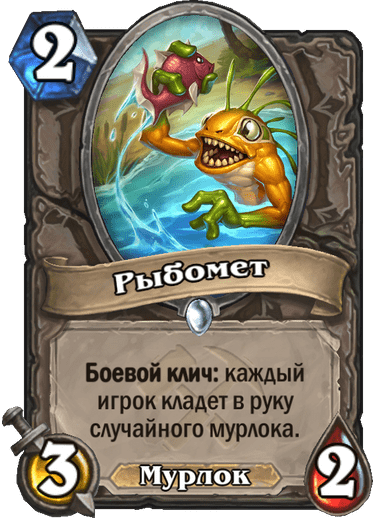 2
Рыбомет
Боевой клич: каждый
игрок кладет в руку
случайного мурлока.
3
Мурлок
2